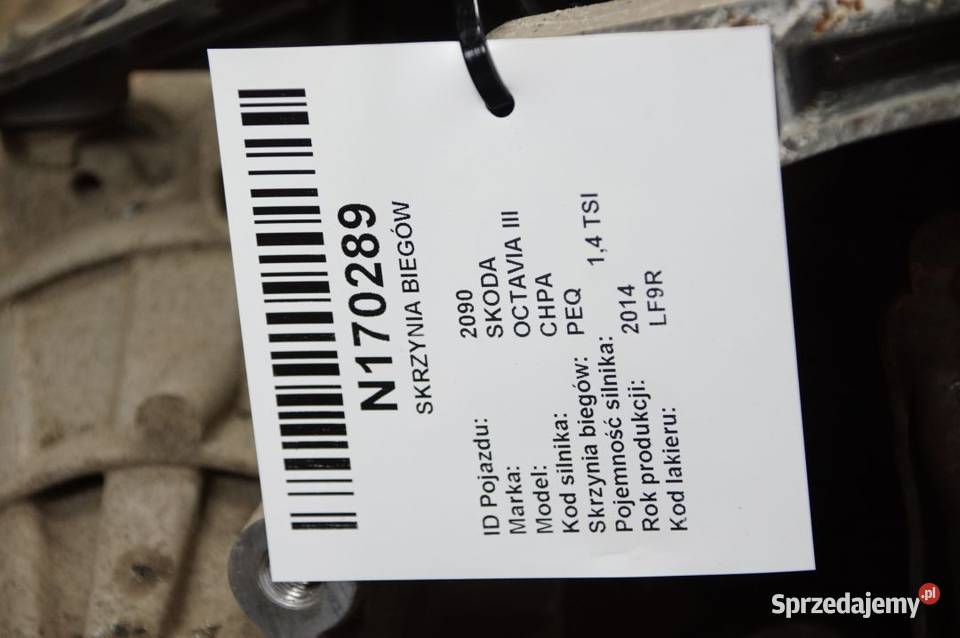 N170289
SKRZYNIA BIEGÓW
ID Pojazdu: 2090
Marka: SKODA
Model: OCTAVIA III
Kod silnika: CHPA
Skrzynia biegów: PEQ
Pojemność silnika: 1,4 TSI
Rok produkcji: 2014
Kod lakieru: LF9R
Sprzedajemy.pl